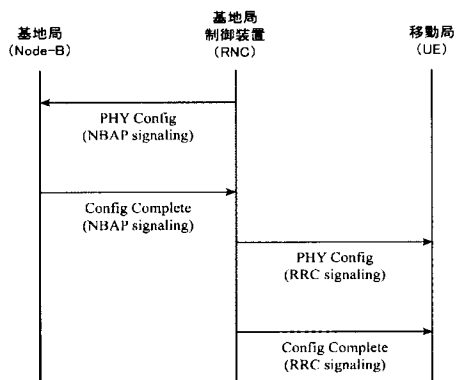 基地局
(Node-B)
基地局
制御装置
(RNC)
移動局
(UE)
PHY Config
(NBAP signaling)
Config Complete
(NBAP signaling)
PHY Config
(RRC signaling)
Config Complete
(RRC signaling)